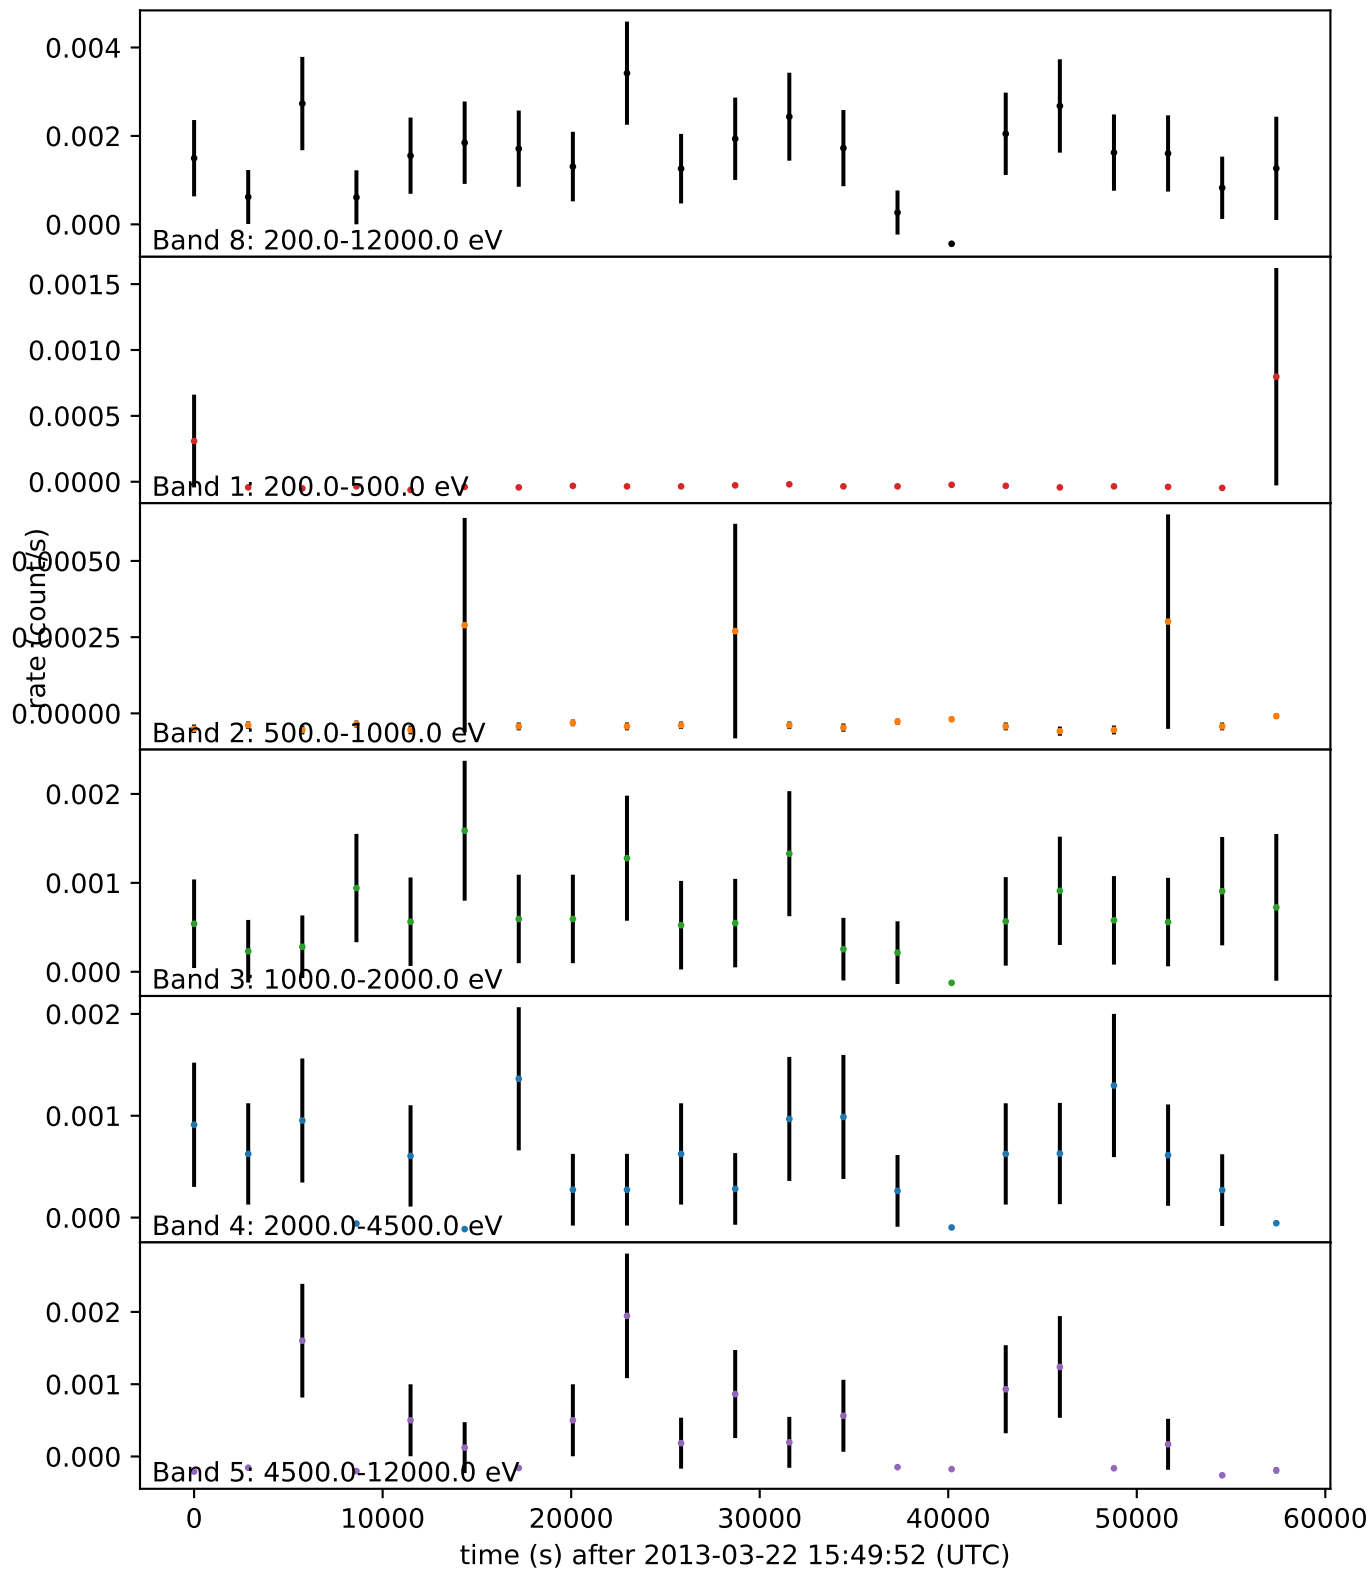 0.004
0.002
0.000
Band 8: 200.0-12000.0 eV
0.0015
0.0010
0.0005
0.0000
Band 1: 200.0-500.0 eV
rate (count/s)
0.00050
0.00025
0.00000
Band 2: 500.0-1000.0 eV
0.002
0.001
0.000
Band 3: 1000.0-2000.0 eV
0.002
0.001
0.000
Band 4: 2000.0-4500.0 eV
0.002
0.001
0.000
Band 5: 4500.0-12000.0 eV
0 10000 20000 30000 40000 50000 60000
time (s) after 2013-03-22 15:49:52 (UTC)